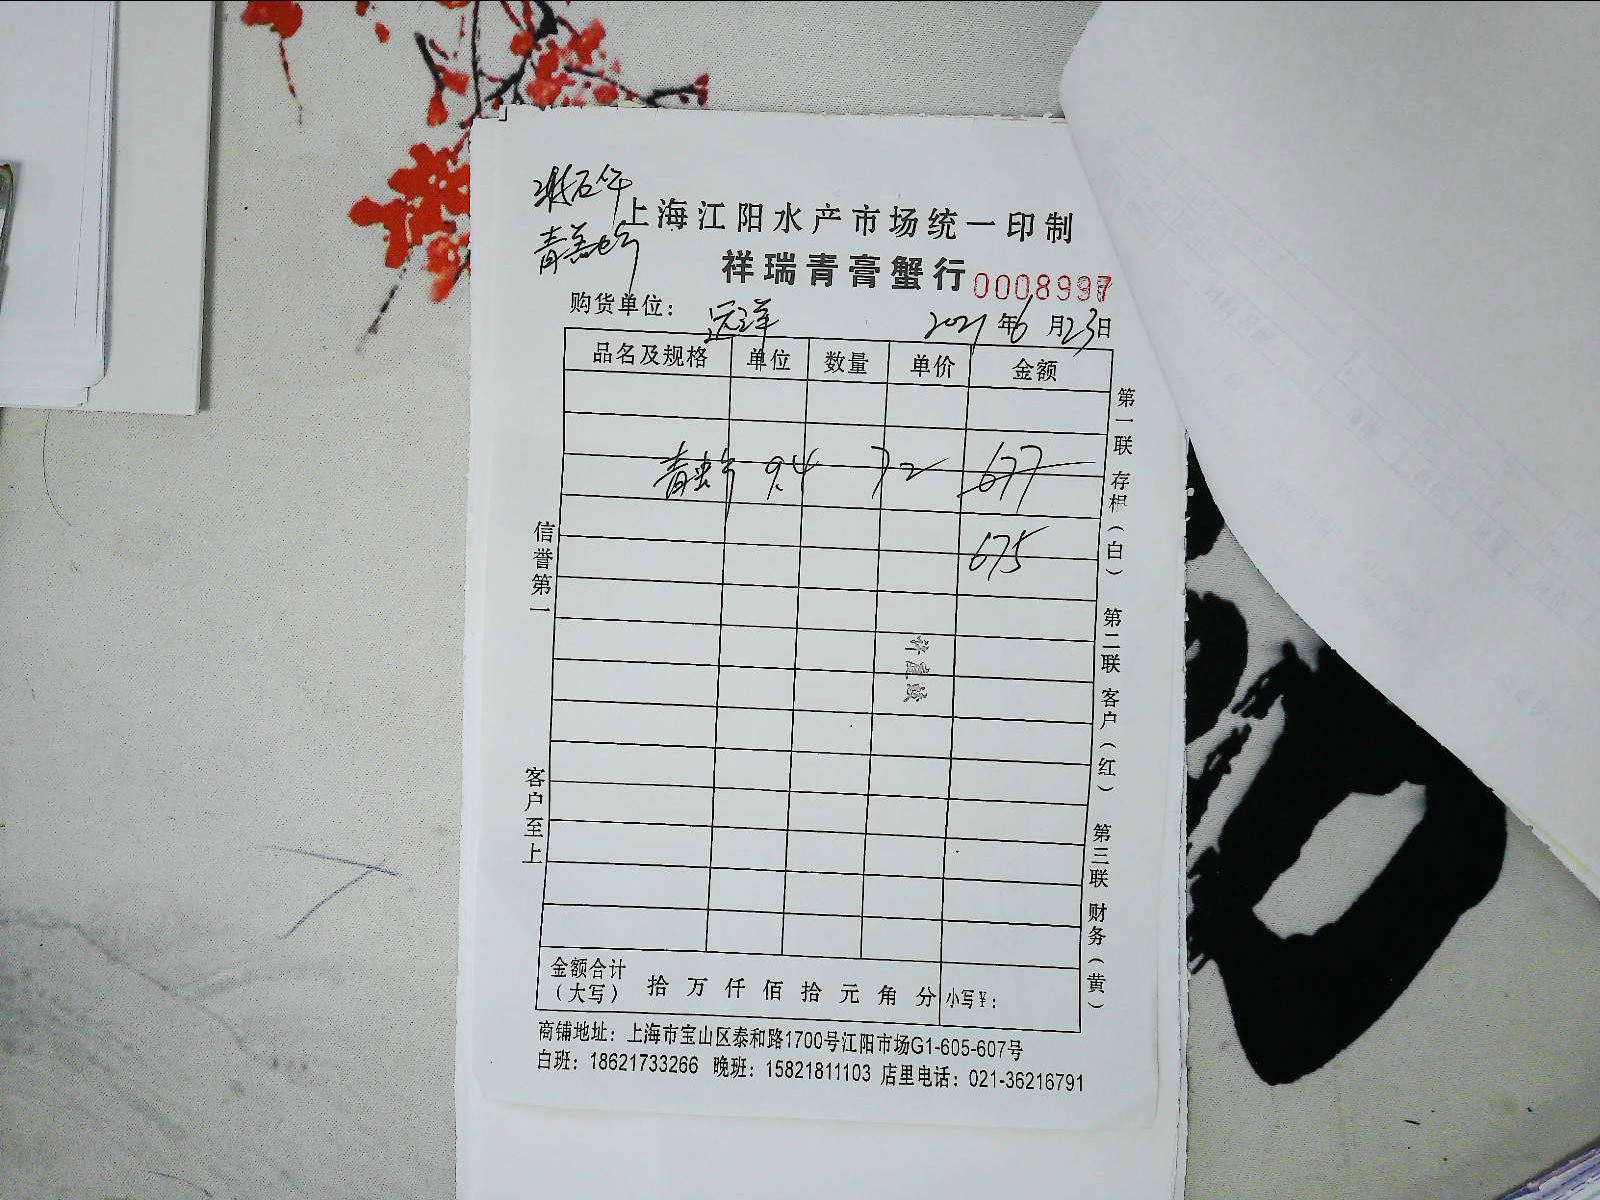 上海江阳水产市场统一印制
祥瑞青膏蟹行 0008997
购货单位： 远洋 2021年6月23日
品名及规格 单位 数量 单价 金额
青蟹 9.4 72 677
675
信誉第一
客户至上
第一联 存根（白） 第二联 客户（红） 第三联 财务（黄）
金额合计（大写） 拾 万 仟 佰 拾 元 角 分 小写￥：
商铺地址：上海市宝山区泰和路1700号江阳市场G1-605-607号
白班：18621733266 晚班：15821811103 店里电话：021-36216791